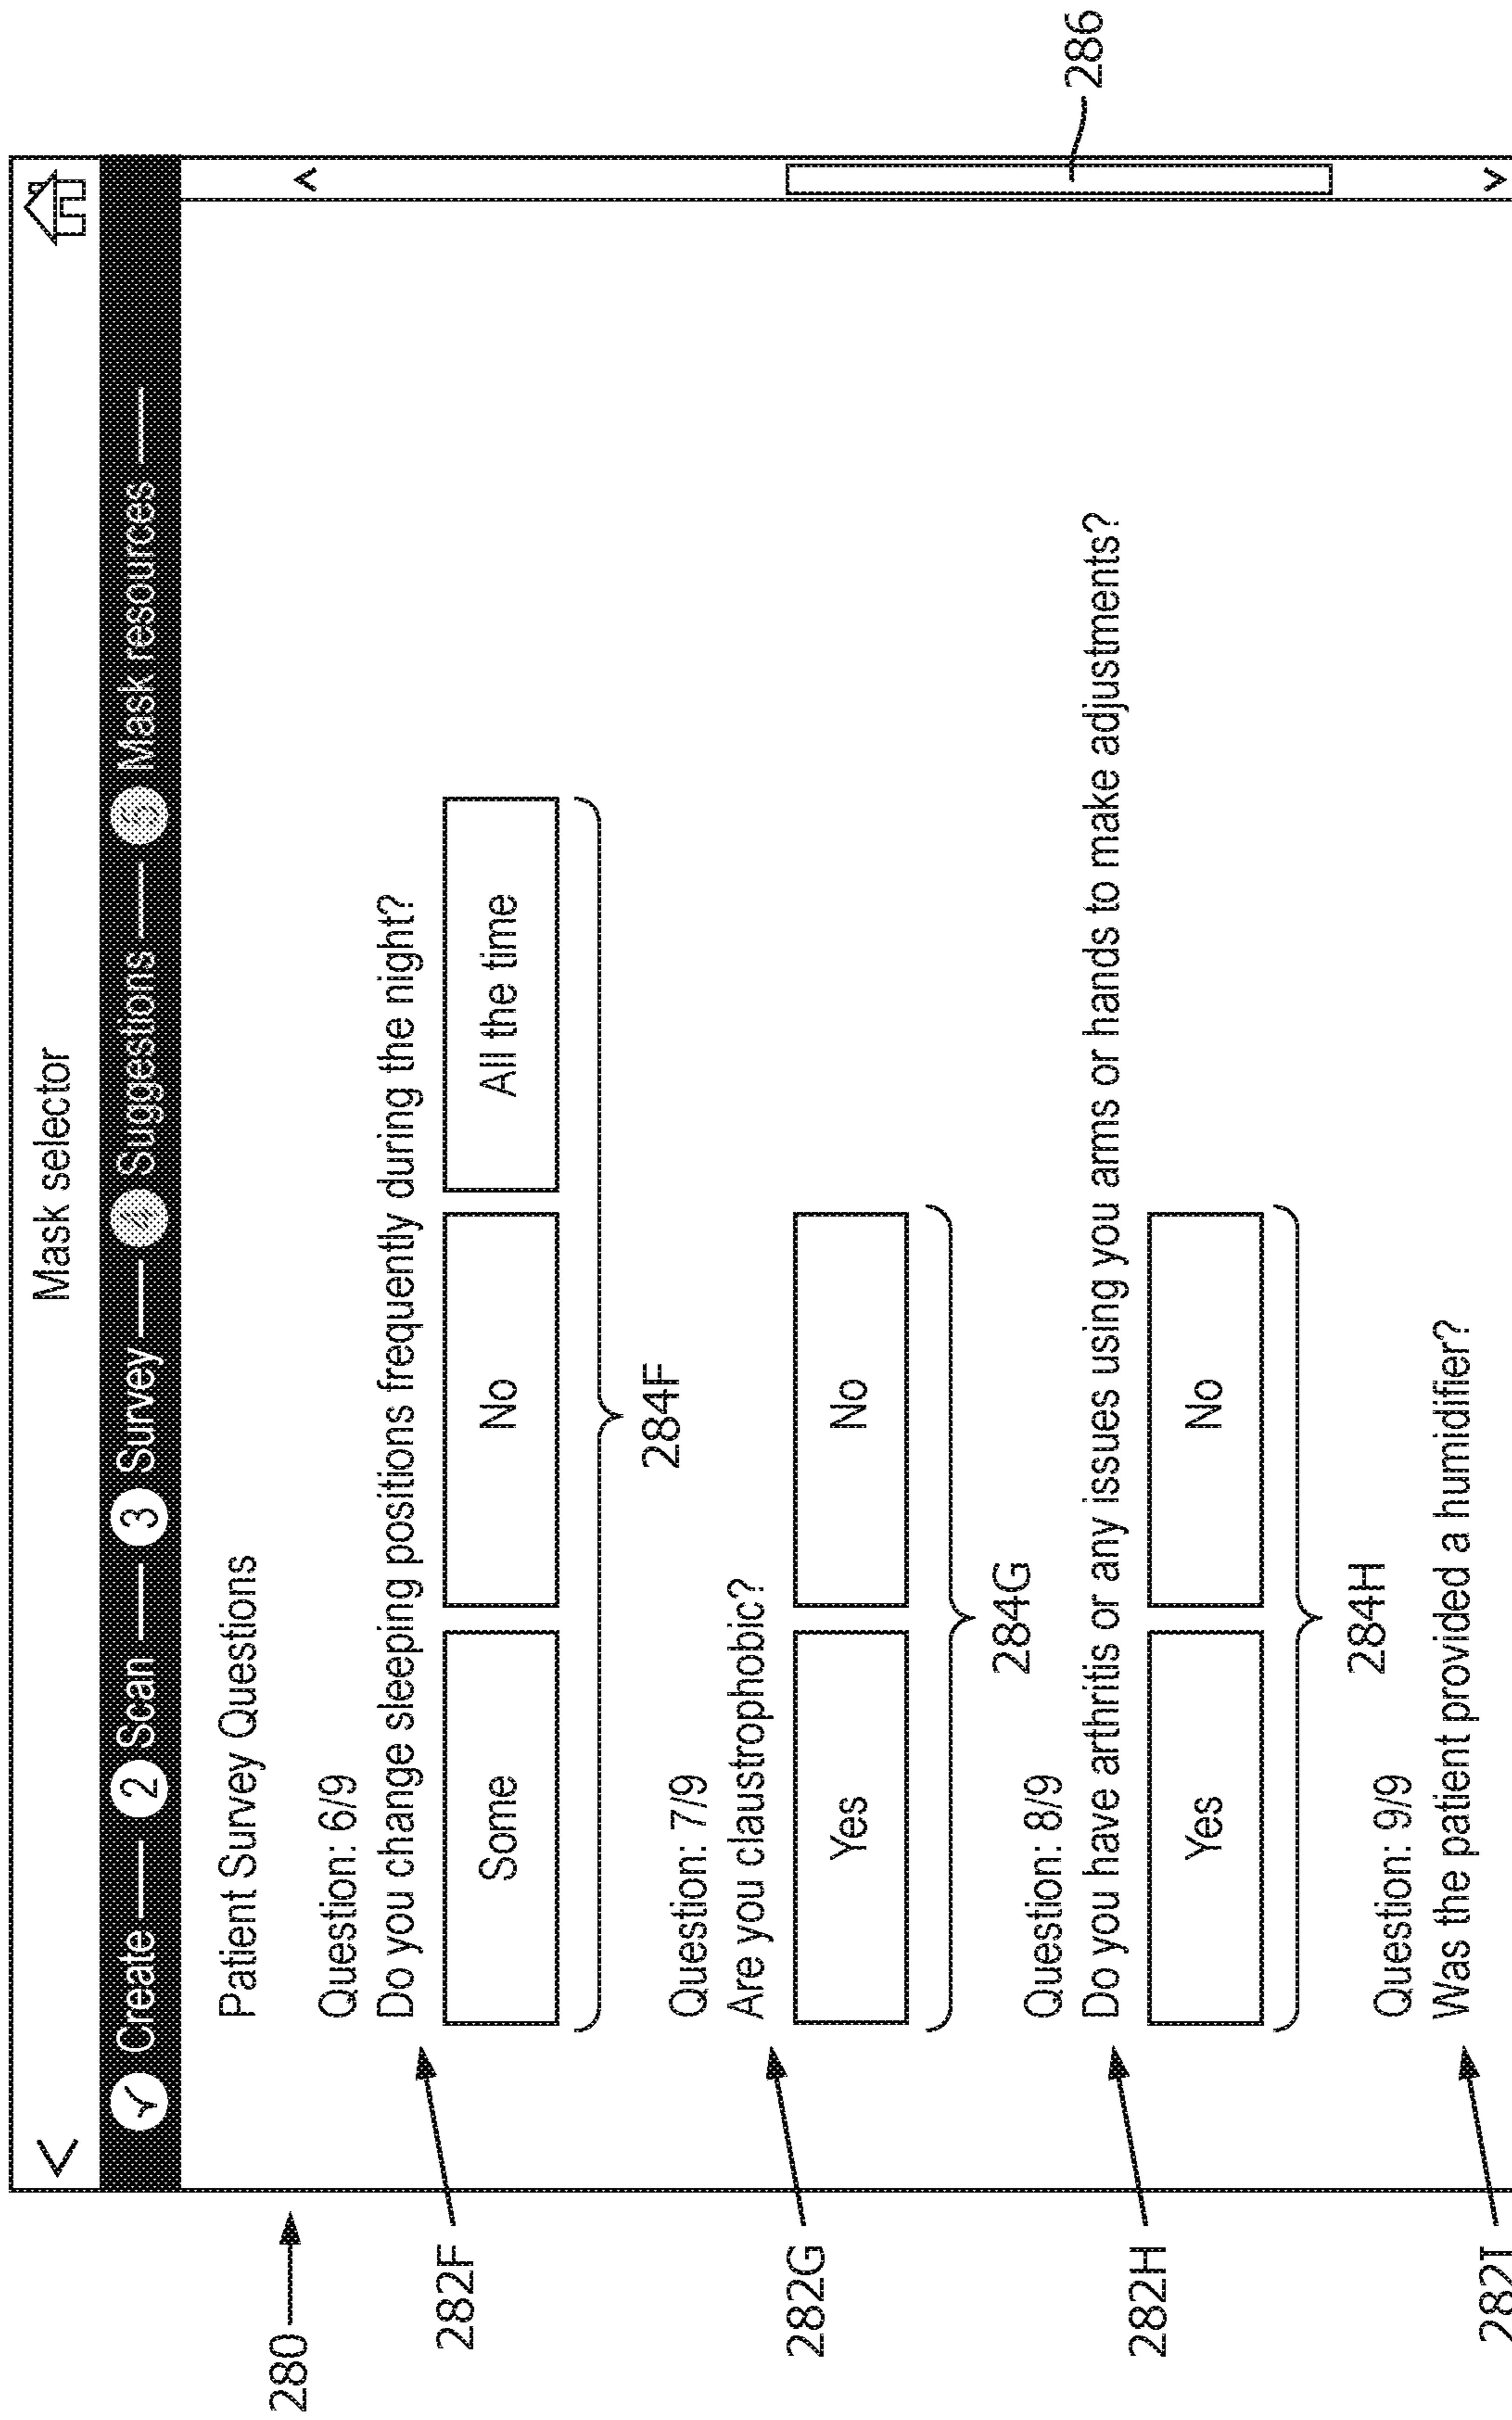 Mask selector
Create 2 Scan 3 Survey 4 Suggestions Mask resources
280
Patient Survey Questions
Question: 6/9
282F
Do you change sleeping positions frequently during the night?
Some No All the time
284F
Question: 7/9
282G
Are you claustrophobic?
Yes No
284G
286
Question: 8/9
282H
Do you have arthritis or any issues using you arms or hands to make adjustments?
Yes No
284H
Question: 9/9
282I
Was the patient provided a humidifier?